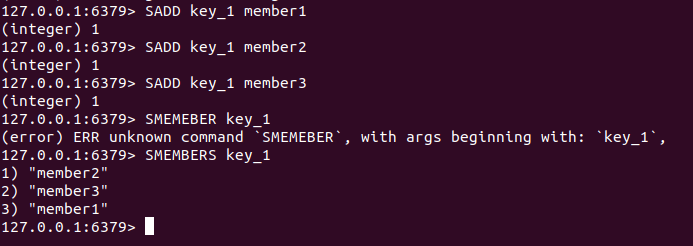 127.0.0.1:6379> SADD key_1 member1
(integer) 1
127.0.0.1:6379> SADD key_1 member2
(integer) 1
127.0.0.1:6379> SADD key_1 member3
(integer) 1
127.0.0.1:6379> SMEMEBER key_1
(error) ERR unknown command `SMEMEBER`, with args beginning with: `key_1`,
127.0.0.1:6379> SMEMBERS key_1
1) "member2"
2) "member3"
3) "member1"
127.0.0.1:6379>